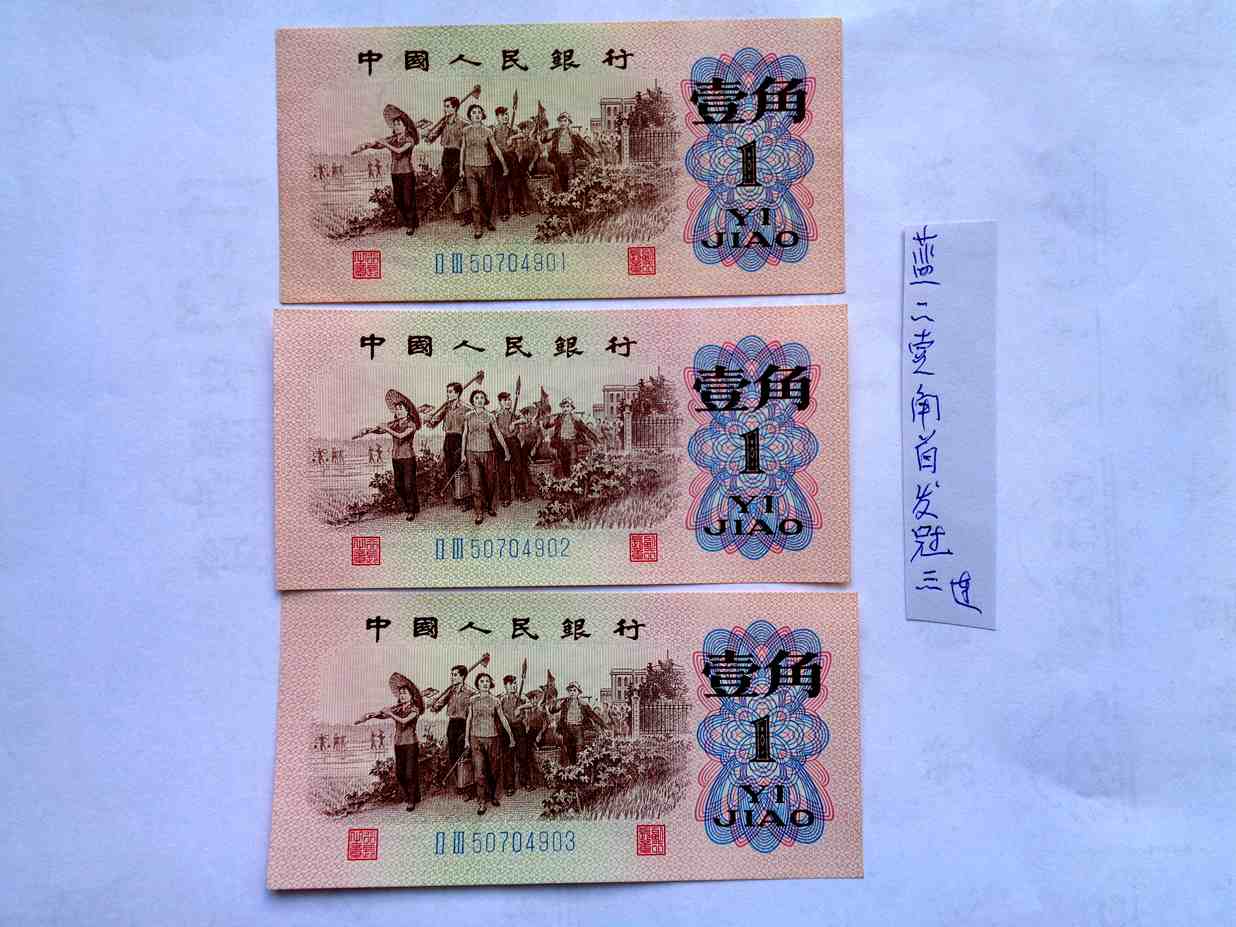 中國人民銀行
壹角
1
YI
JIAO
II III 50704901
中國人民銀行
壹角
1
YI
JIAO
II III 50704902
中國人民銀行
壹角
1
YI
JIAO
II III 50704903
蓝二壹角首发冠三连